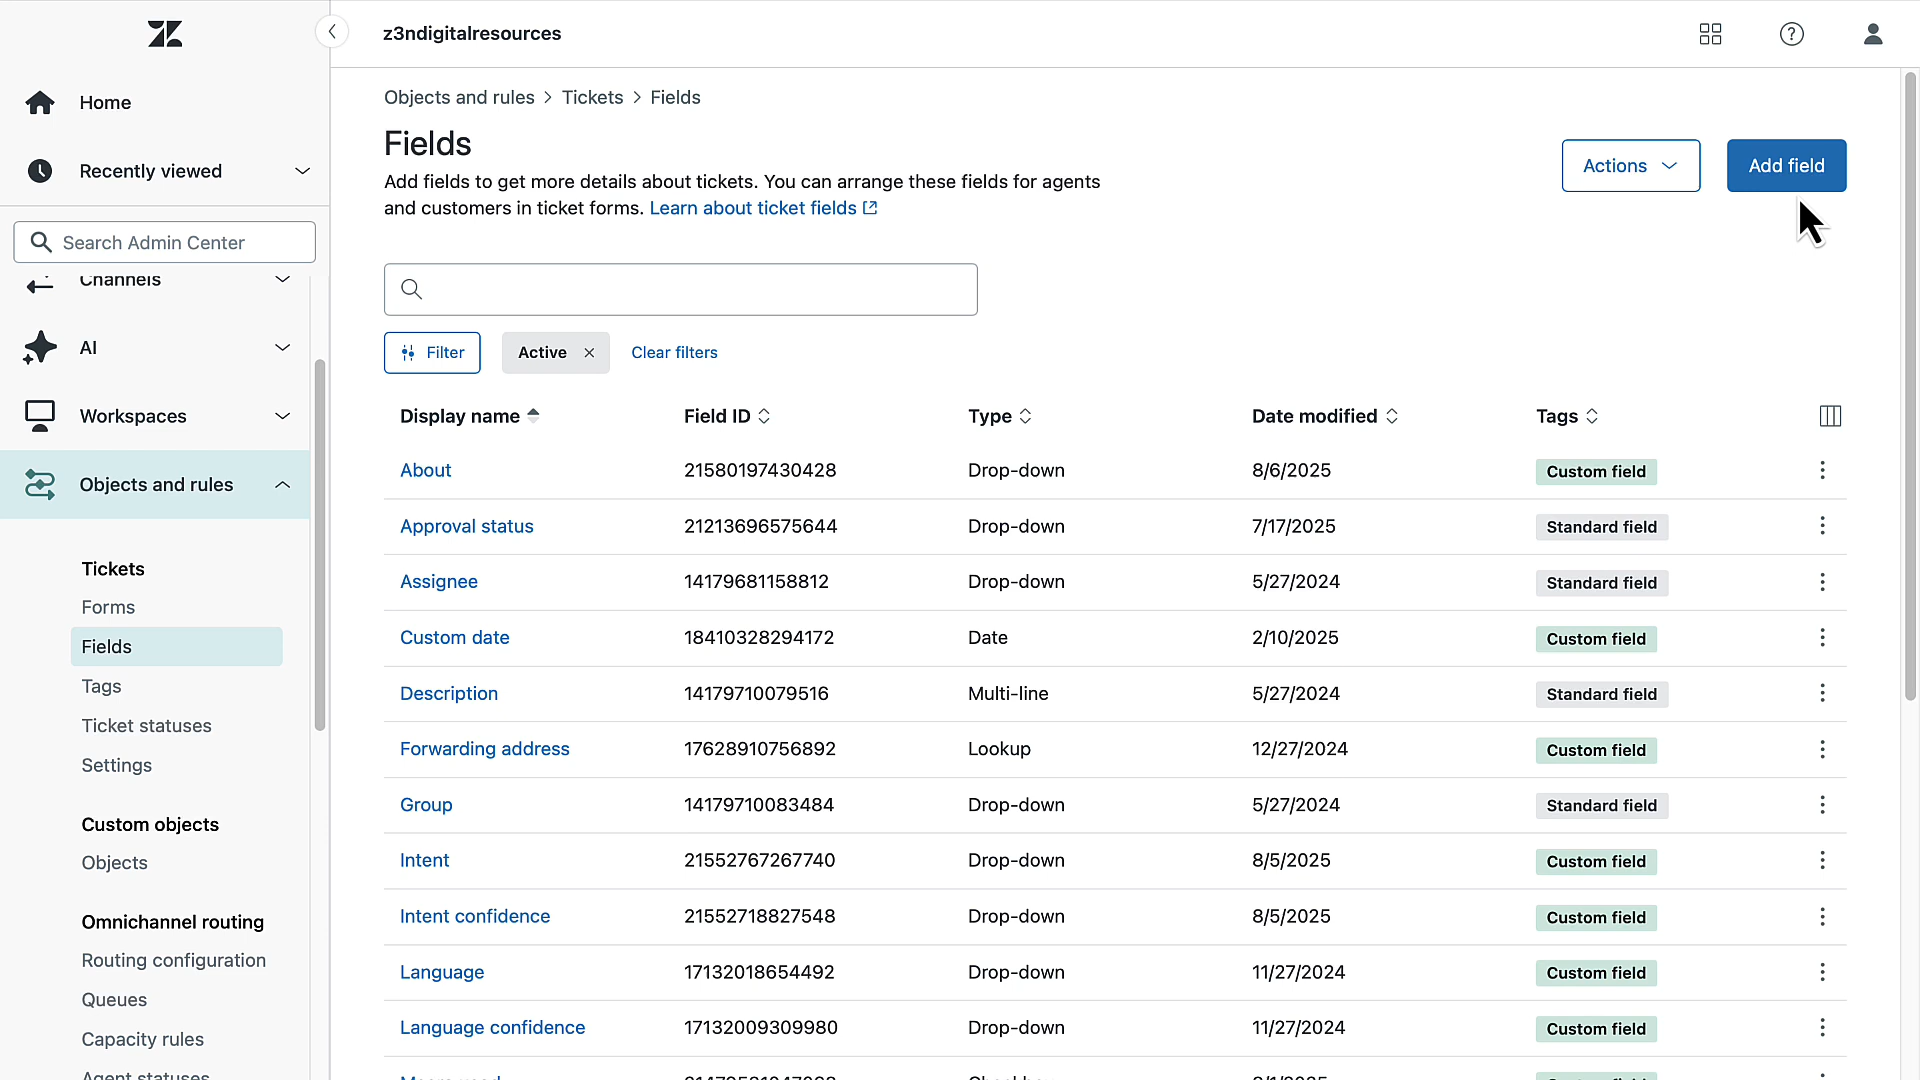 z3ndigitalresources
Home
Recently viewed
Search Admin Center
Channels
AI
Workspaces
Objects and rules
Tickets
Forms
Fields
Tags
Ticket statuses
Settings
Custom objects
Objects
Omnichannel routing
Routing configuration
Queues
Capacity rules
Agent statuses
Objects and rules > Tickets > Fields
Fields
Add fields to get more details about tickets. You can arrange these fields for agents
and customers in ticket forms. Learn about ticket fields
Actions
Add field
Filter
Active ×
Clear filters
Display name Field ID Type Date modified Tags
About 21580197430428 Drop-down 8/6/2025 Custom field
Approval status 21213696575644 Drop-down 7/17/2025 Standard field
Assignee 14179681158812 Drop-down 5/27/2024 Standard field
Custom date 18410328294172 Date 2/10/2025 Custom field
Description 14179710079516 Multi-line 5/27/2024 Standard field
Forwarding address 17628910756892 Lookup 12/27/2024 Custom field
Group 14179710083484 Drop-down 5/27/2024 Standard field
Intent 21552767267740 Drop-down 8/5/2025 Custom field
Intent confidence 21552718827548 Drop-down 8/5/2025 Custom field
Language 17132018654492 Drop-down 11/27/2024 Custom field
Language confidence 17132009309980 Drop-down 11/27/2024 Custom field